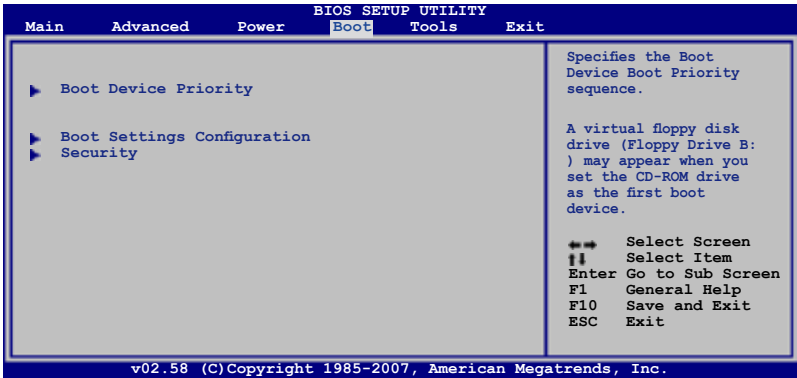 BIOS SETUP UTILITY
Main Advanced Power Boot Tools Exit
Boot Device Priority
Boot Settings Configuration
Security
Specifies the Boot
Device Boot Priority
sequence.
A virtual floppy disk
drive (Floppy Drive B:
) may appear when you
set the CD-ROM drive
as the first boot
device.
Select Screen
Select Item
Enter Go to Sub Screen
F1 General Help
F10 Save and Exit
ESC Exit
v02.58 (C)Copyright 1985-2007, American Megatrends, Inc.